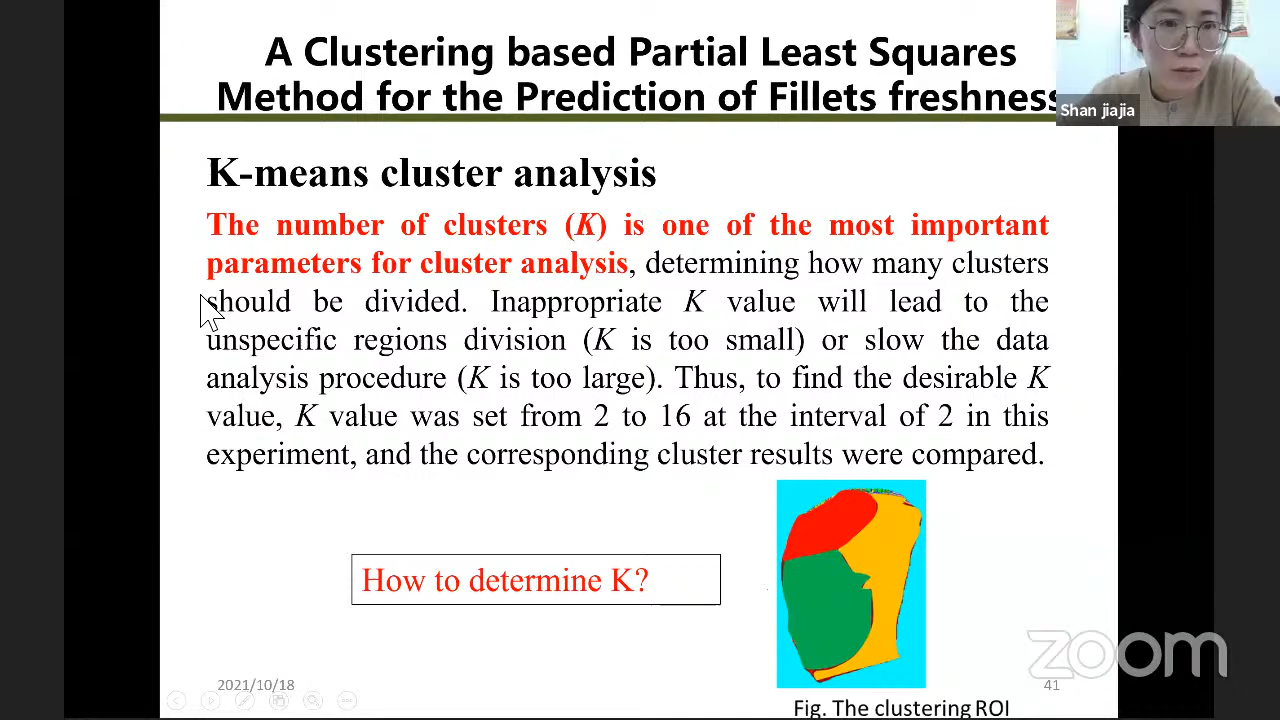 A Clustering based Partial Least Squares
Method for the Prediction of Fillets freshness
Shan jiajia
K-means cluster analysis
The number of clusters (K) is one of the most important
parameters for cluster analysis, determining how many clusters
should be divided. Inappropriate K value will lead to the
unspecific regions division (K is too small) or slow the data
analysis procedure (K is too large). Thus, to find the desirable K
value, K value was set from 2 to 16 at the interval of 2 in this
experiment, and the corresponding cluster results were compared.
How to determine K?
zoom
2021/10/18
41
Fig. The clustering ROI